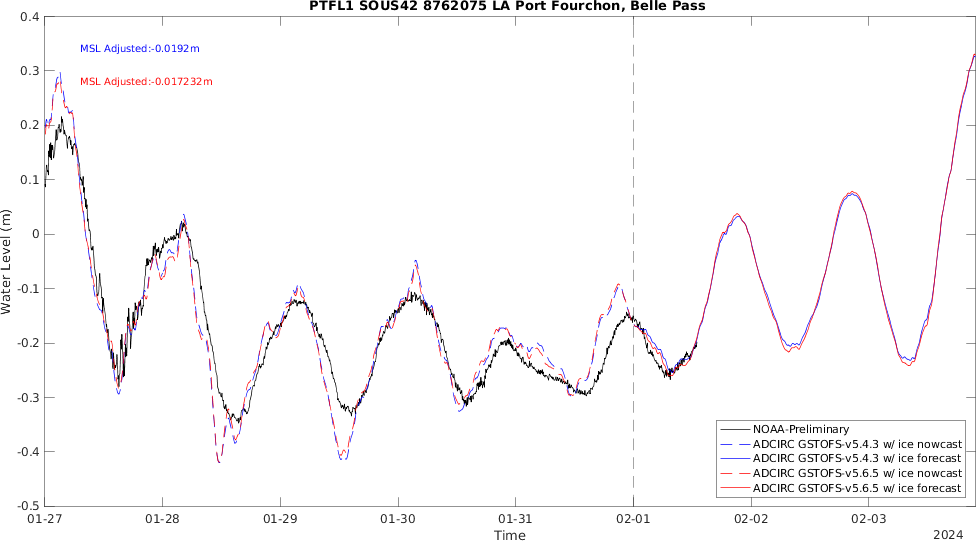 PTFL1 SOUS42 8762075 LA Port Fourchon, Belle Pass
MSL Adjusted:-0.0192m
MSL Adjusted:-0.017232m
Water Level (m)
0.4
0.3
0.2
0.1
0
-0.1
-0.2
-0.3
-0.4
-0.5
NOAA-Preliminary
ADCIRC GSTOFS-v5.4.3 w/ ice nowcast
ADCIRC GSTOFS-v5.4.3 w/ ice forecast
ADCIRC GSTOFS-v5.6.5 w/ ice nowcast
ADCIRC GSTOFS-v5.6.5 w/ ice forecast
01-27 01-28 01-29 01-30 01-31 02-01 02-02 02-03
Time
2024